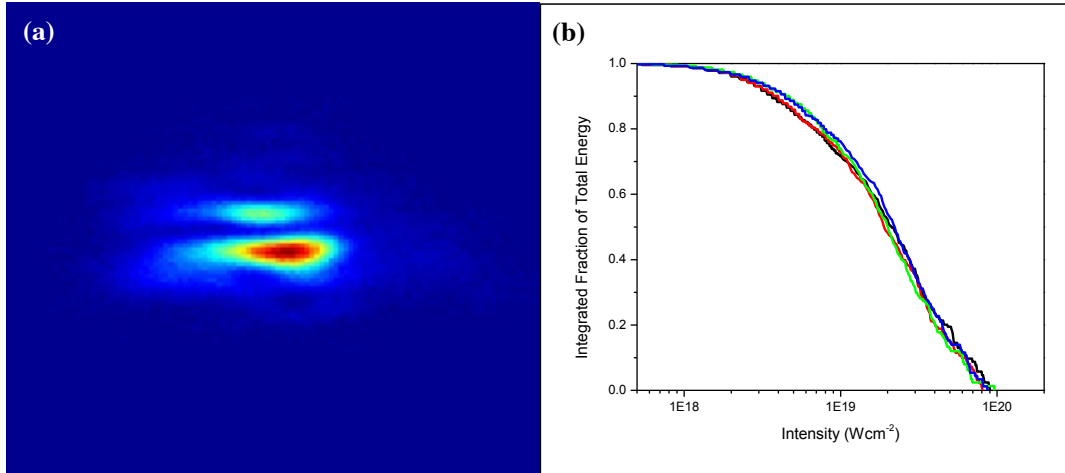 (a)
(b)
1.0
0.8
0.6
0.4
0.2
0.0
Integrated Fraction of Total Energy
1E18 1E19 1E20
Intensity (Wcm-2)